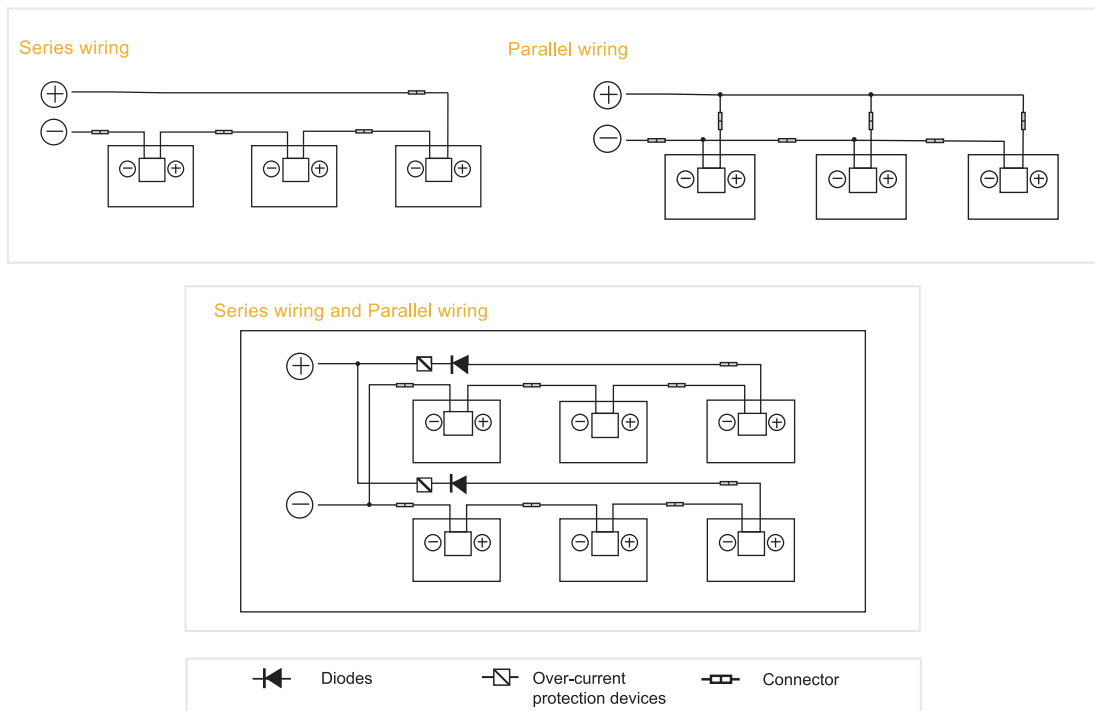 Series wiring
Parallel wiring
Series wiring and Parallel wiring
Diodes
Over-current
protection devices
Connector